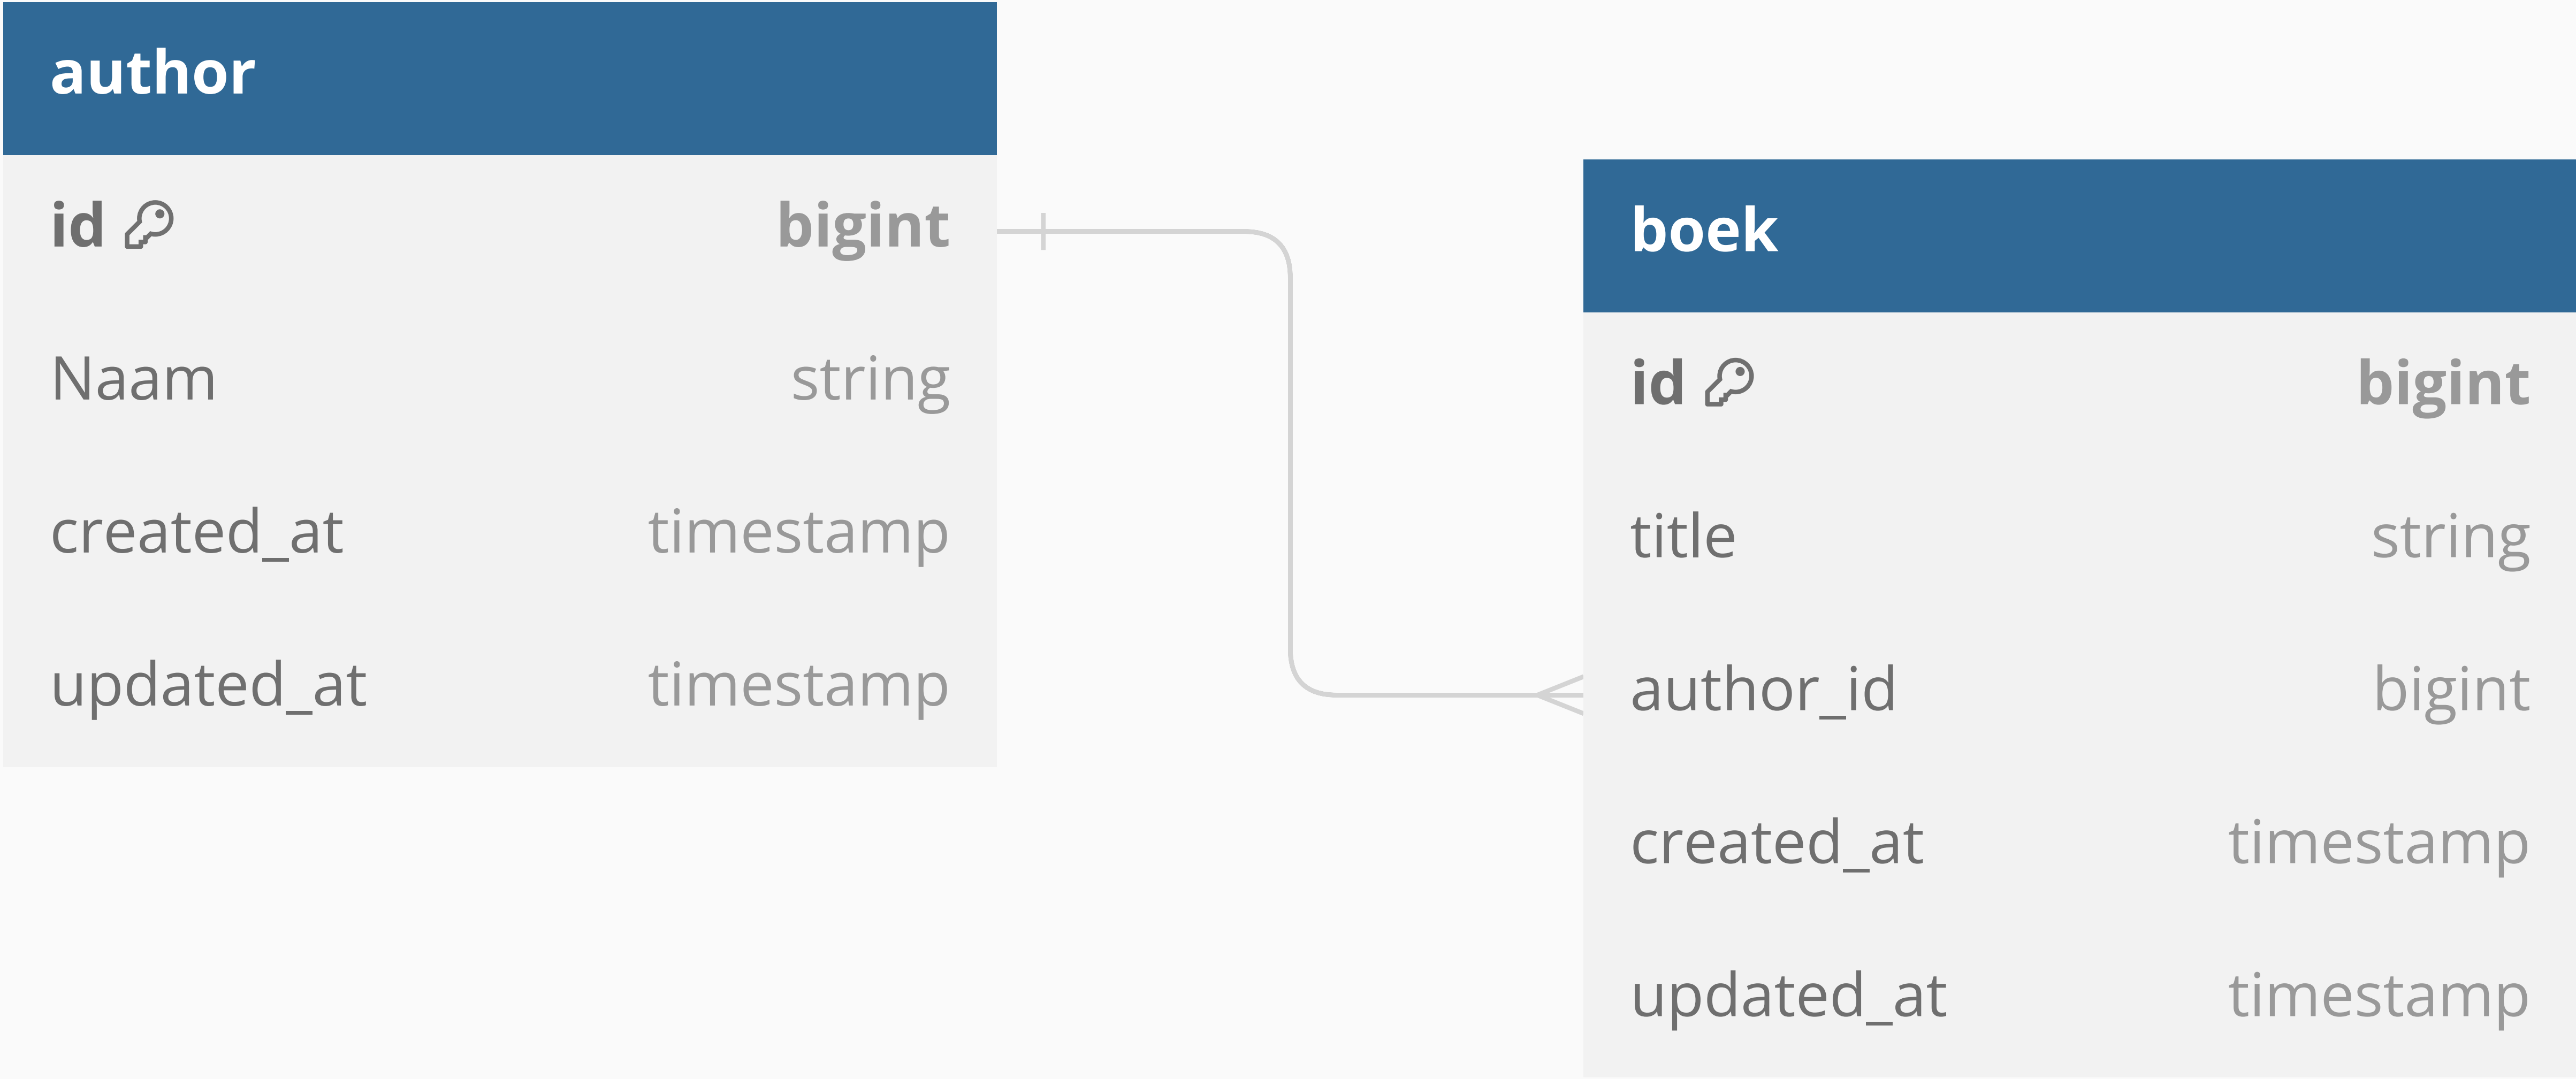 author
id bigint
Naam string
created_at timestamp
updated_at timestamp
boek
id bigint
title string
author_id bigint
created_at timestamp
updated_at timestamp